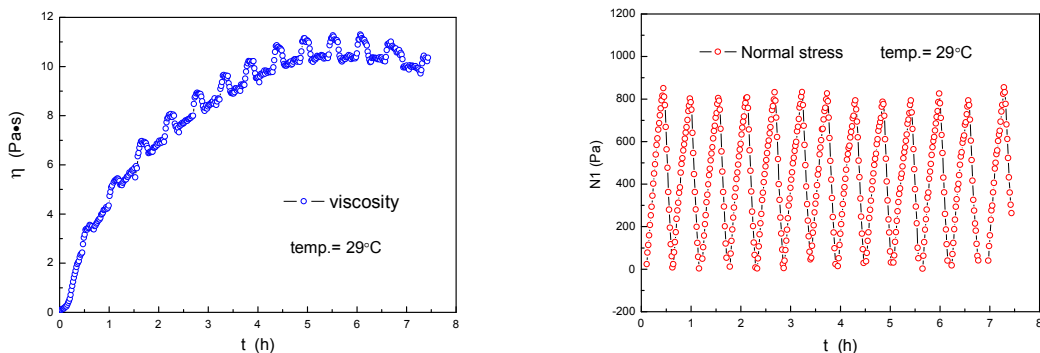 12
10
8
6
4
2
0
η (Pa•s)
viscosity
temp.= 29°C
0 1 2 3 4 5 6 7 8
t (h)
1200
1000
800
600
400
200
0
-200
N1 (Pa)
Normal stress temp.= 29°C
0 1 2 3 4 5 6 7 8
t (h)